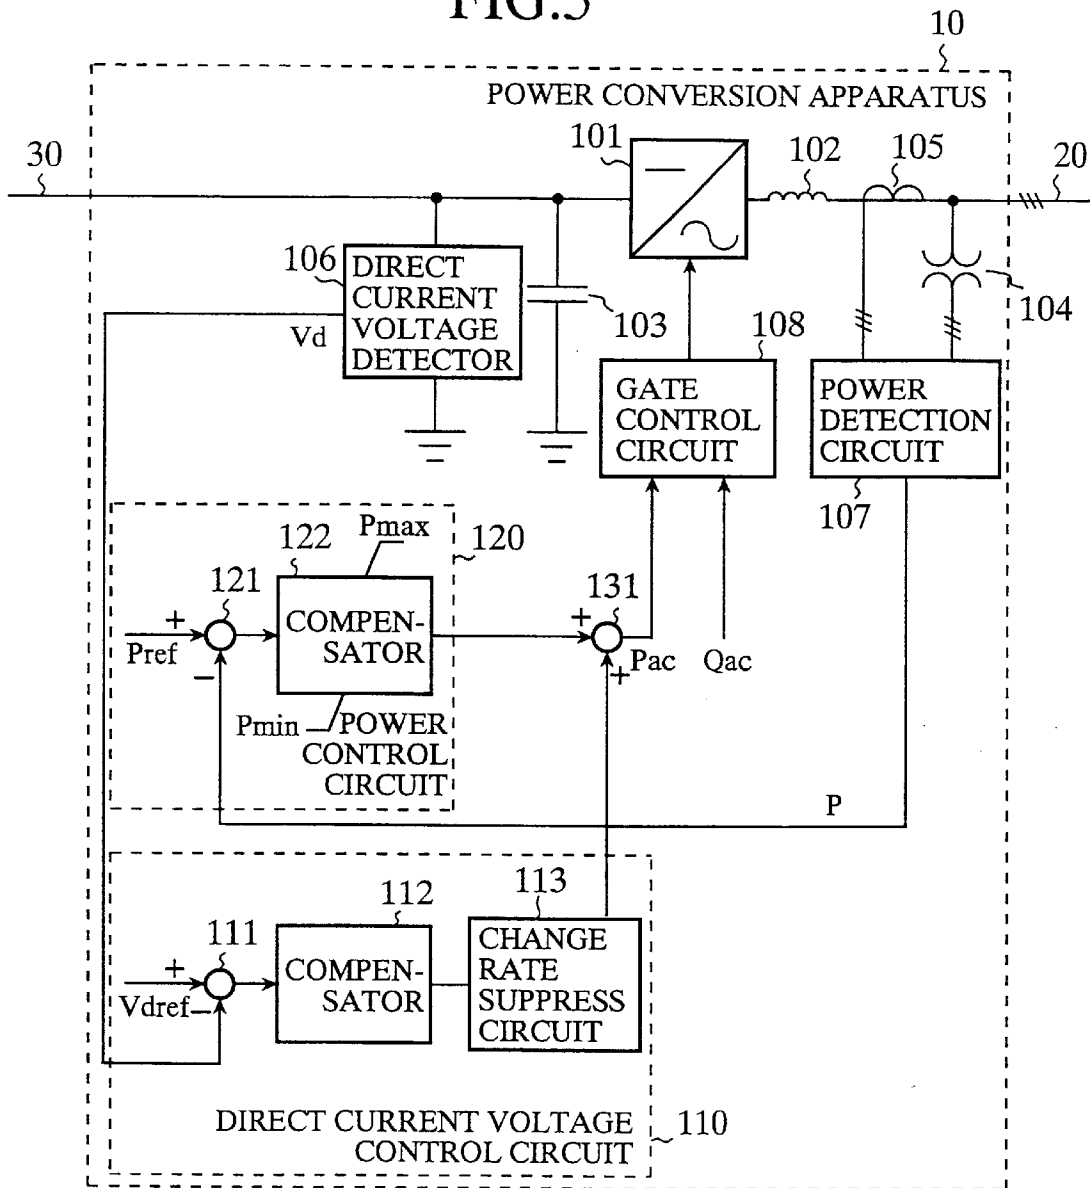 FIG.5
10
POWER CONVERSION APPARATUS
30
101
102
105
20
106
DIRECT
CURRENT
VOLTAGE
DETECTOR
Vd
103
104
108
GATE
CONTROL
CIRCUIT
POWER
DETECTION
CIRCUIT
107
Pmax
120
122
121
+
Pref
−
COMPEN-
SATOR
Pmin
POWER
CONTROL
CIRCUIT
131
+
+
Pac
Qac
P
113
112
111
+
Vdref
−
COMPEN-
SATOR
CHANGE
RATE
SUPPRESS
CIRCUIT
DIRECT CURRENT VOLTAGE
CONTROL CIRCUIT
110